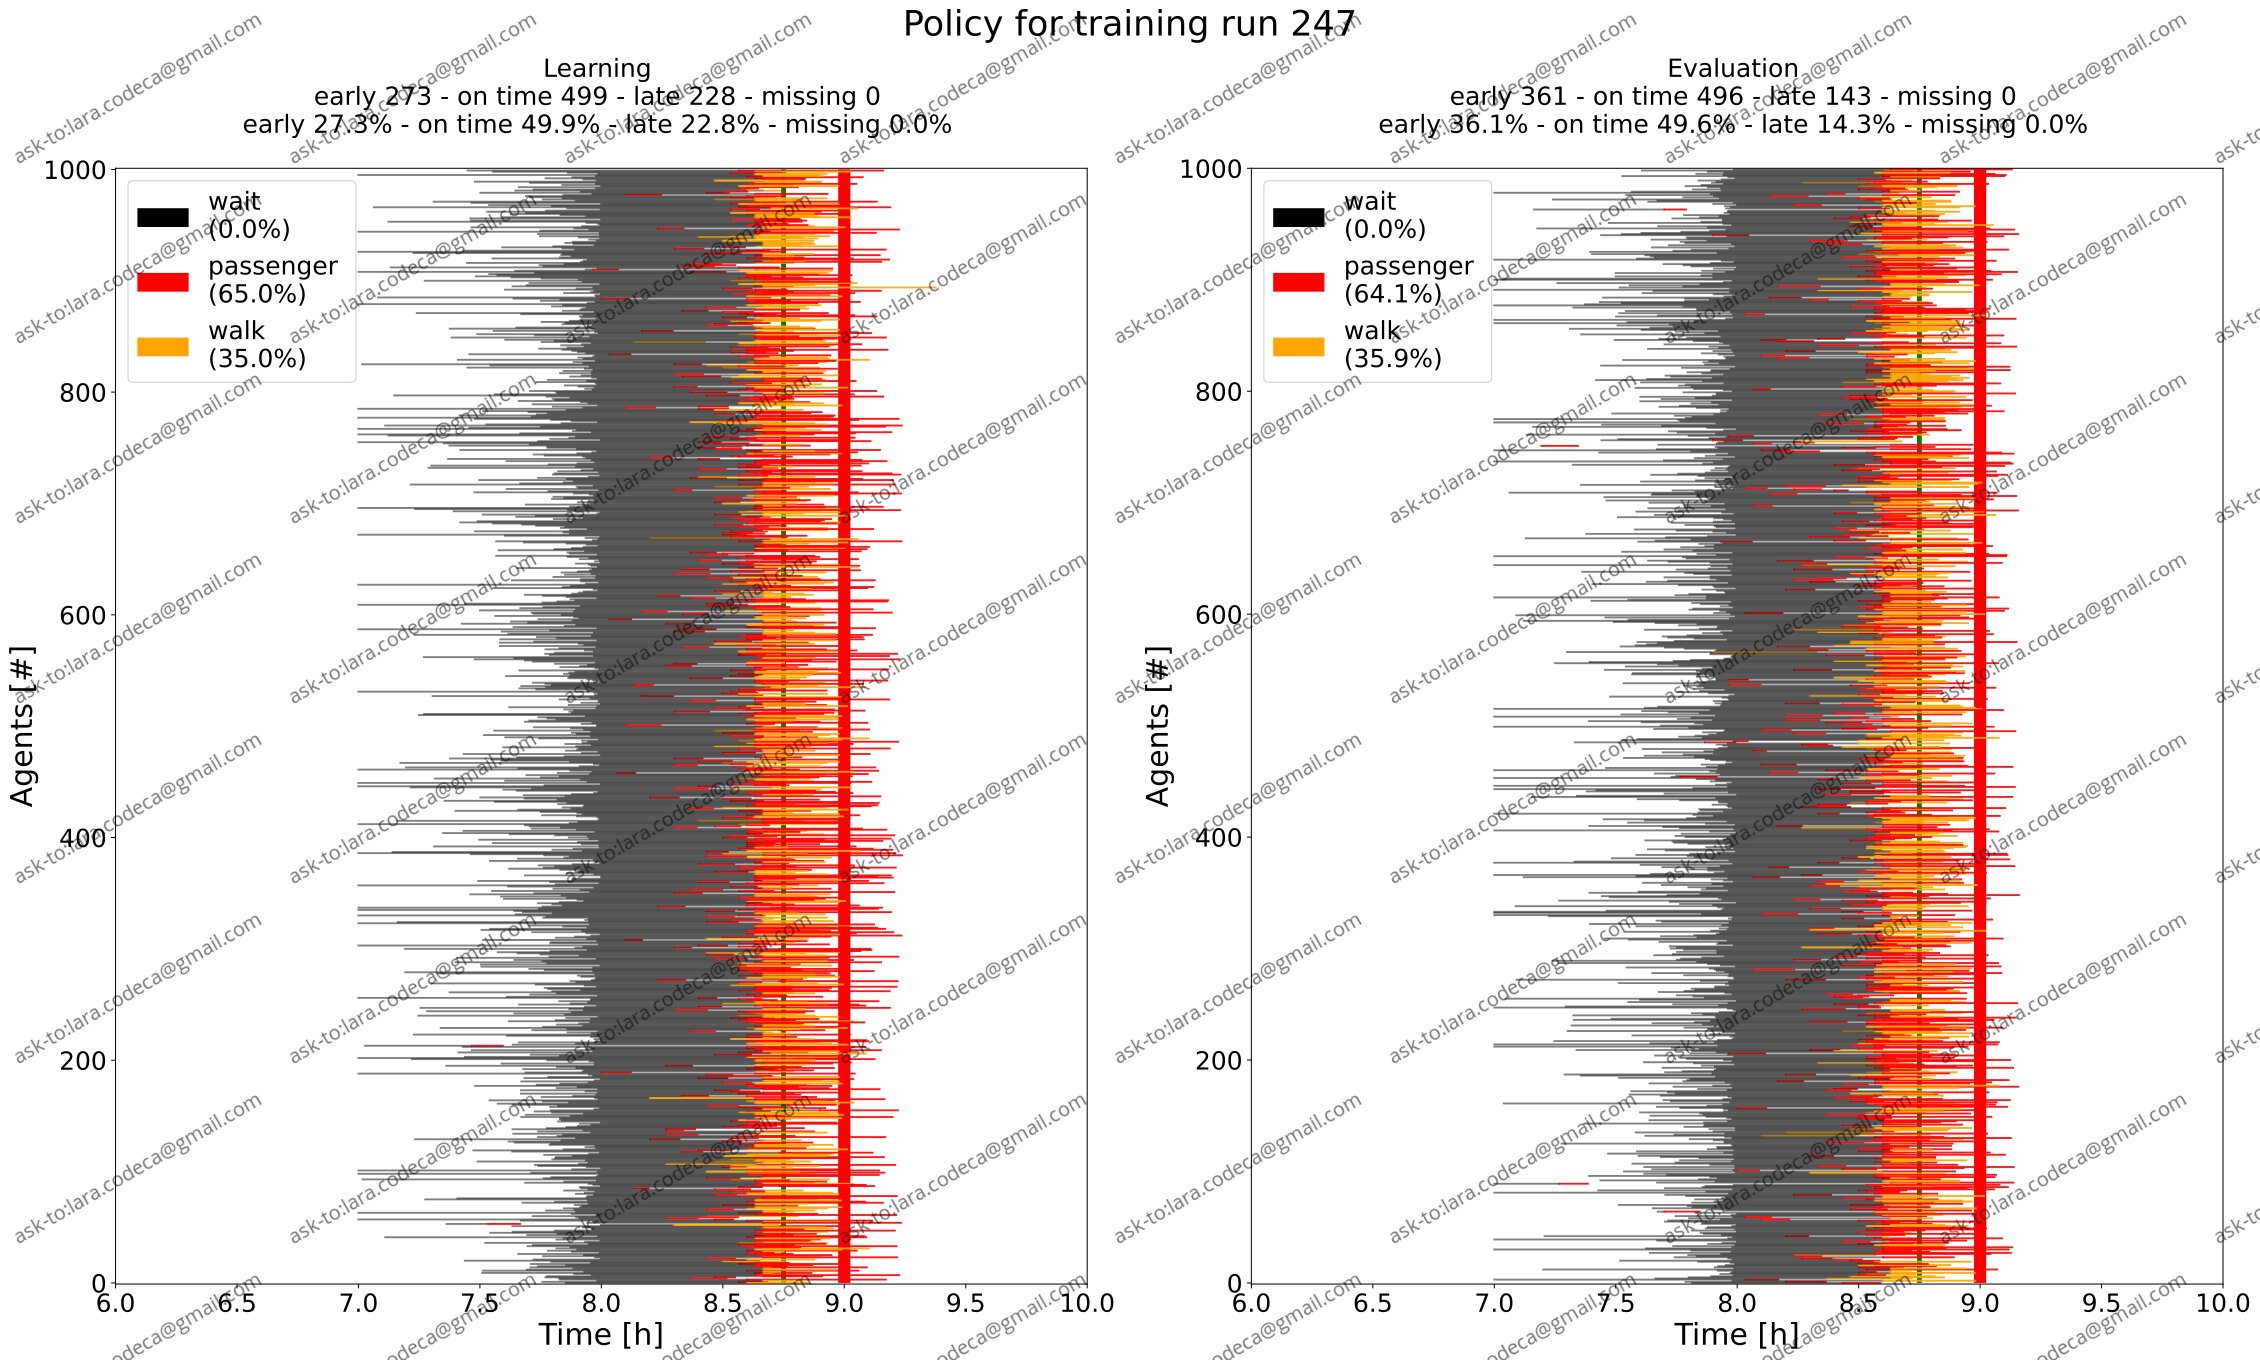 Policy for training run 247
Learning
early 273 - on time 499 - late 228 - missing 0
early 27.3% - on time 49.9% - late 22.8% - missing 0.0%
1000
800
600
400
200
0
Agents [#]
wait
(0.0%)
passenger
(65.0%)
walk
(35.0%)
6.0 6.5 7.0 7.5 8.0 8.5 9.0 9.5 10.0
Time [h]
Evaluation
early 361 - on time 496 - late 143 - missing 0
early 36.1% - on time 49.6% - late 14.3% - missing 0.0%
1000
800
600
400
200
0
Agents [#]
wait
(0.0%)
passenger
(64.1%)
walk
(35.9%)
6.0 6.5 7.0 7.5 8.0 8.5 9.0 9.5 10.0
Time [h]
ask-to:lara.codeca@gmail.com